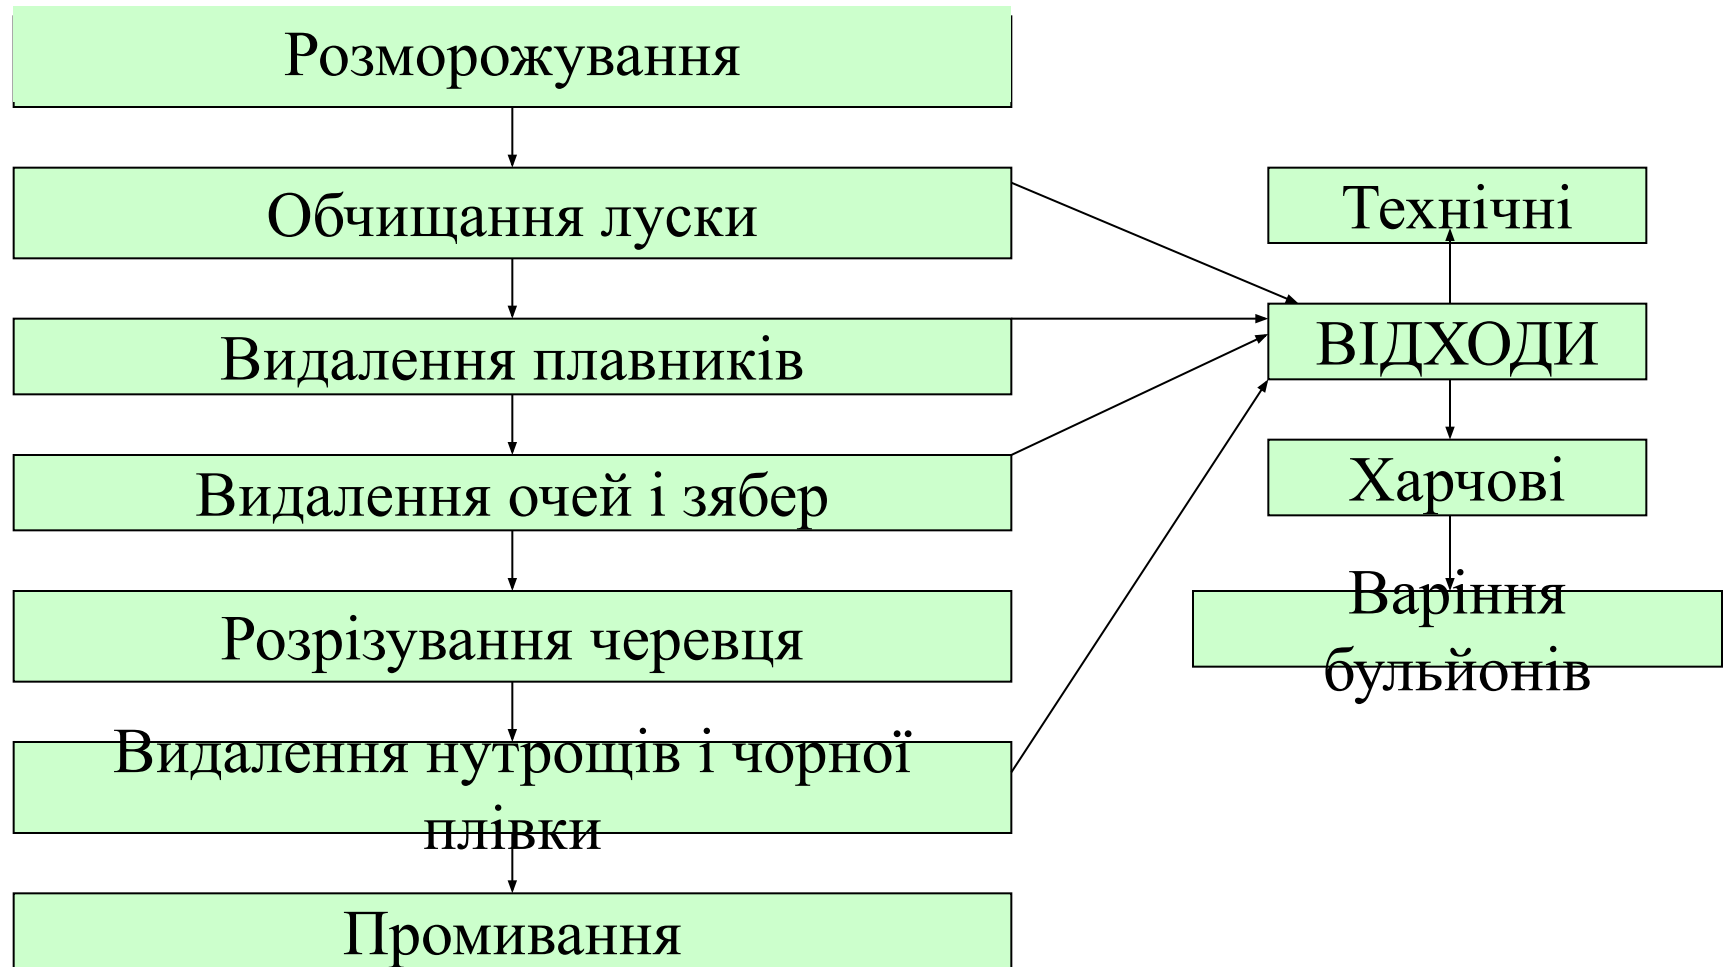 Розморожування
Обчищання луски
Видалення плавників
Видалення очей і зябер
Розрізування черевця
Видалення нутрощів і чорної
плівки
Промивання
Технічні
ВІДХОДИ
Харчові
Варіння
бульйонів